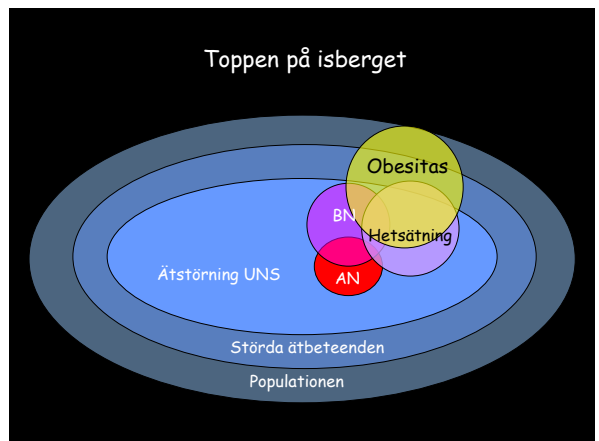 Toppen på isberget
Obesitas
BN
Hetsätning
Ätstörning UNS
AN
Störda ätbeteenden
Populationen